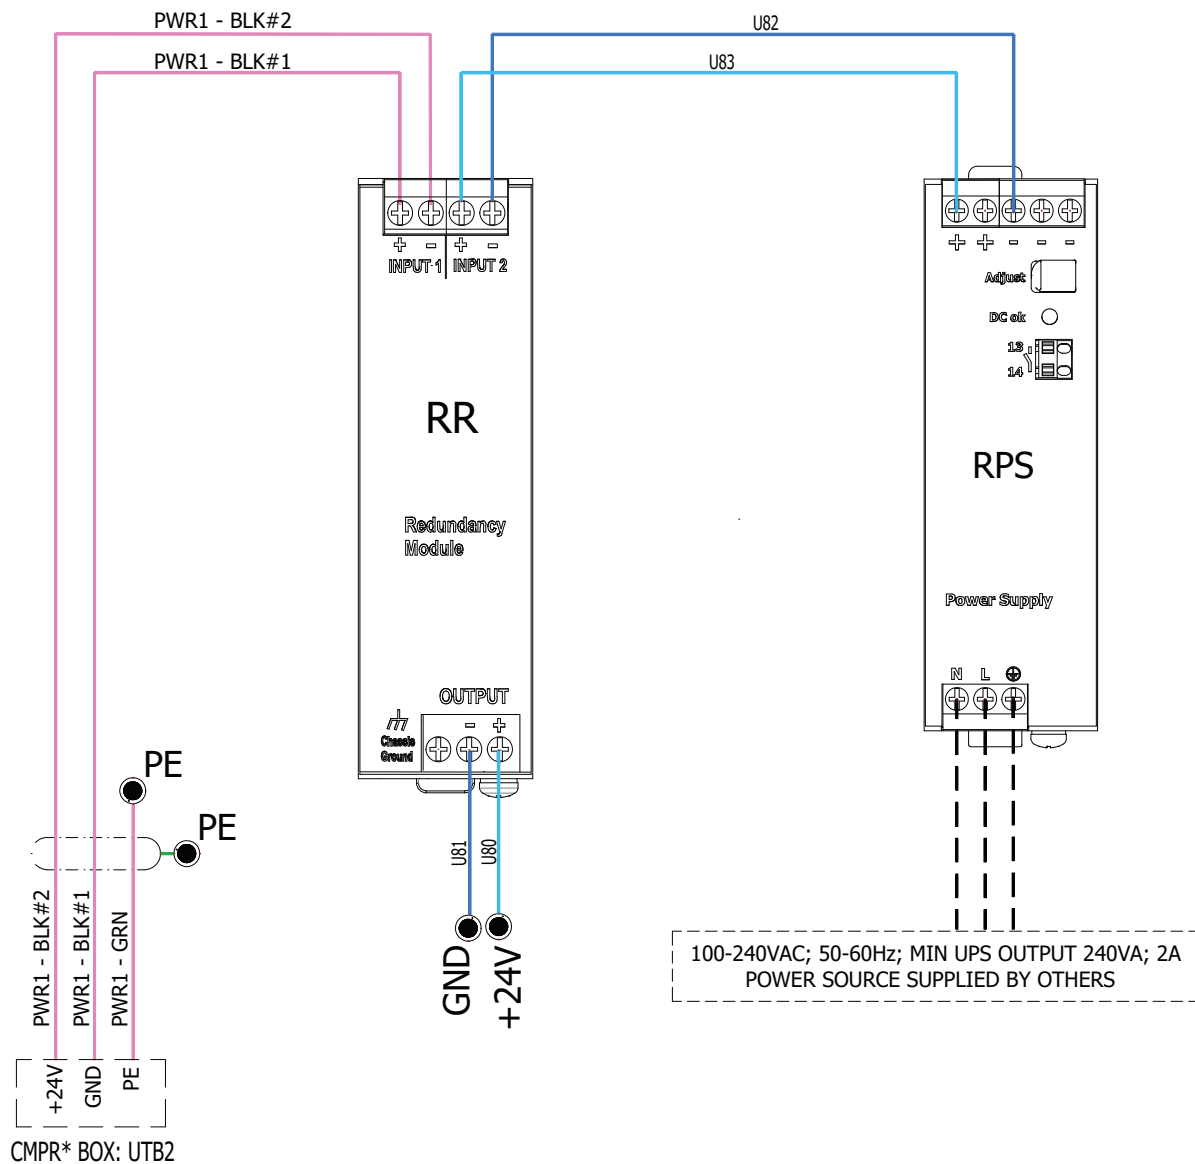 PWR1 - BLK#2
U82
PWR1 - BLK#1
U83
+ - + -
INPUT 1 INPUT 2
+ + - - -
Adjust
DC ok
13
14
RR
RPS
Redundancy
Module
Power Supply
N L
OUTPUT
- +
Chassis
Ground
PE
PE
U81
U80
PWR1 - BLK#2
PWR1 - BLK#1
PWR1 - GRN
GND
+24V
100-240VAC; 50-60Hz; MIN UPS OUTPUT 240VA; 2A
POWER SOURCE SUPPLIED BY OTHERS
+24V
GND
PE
CMPR* BOX: UTB2